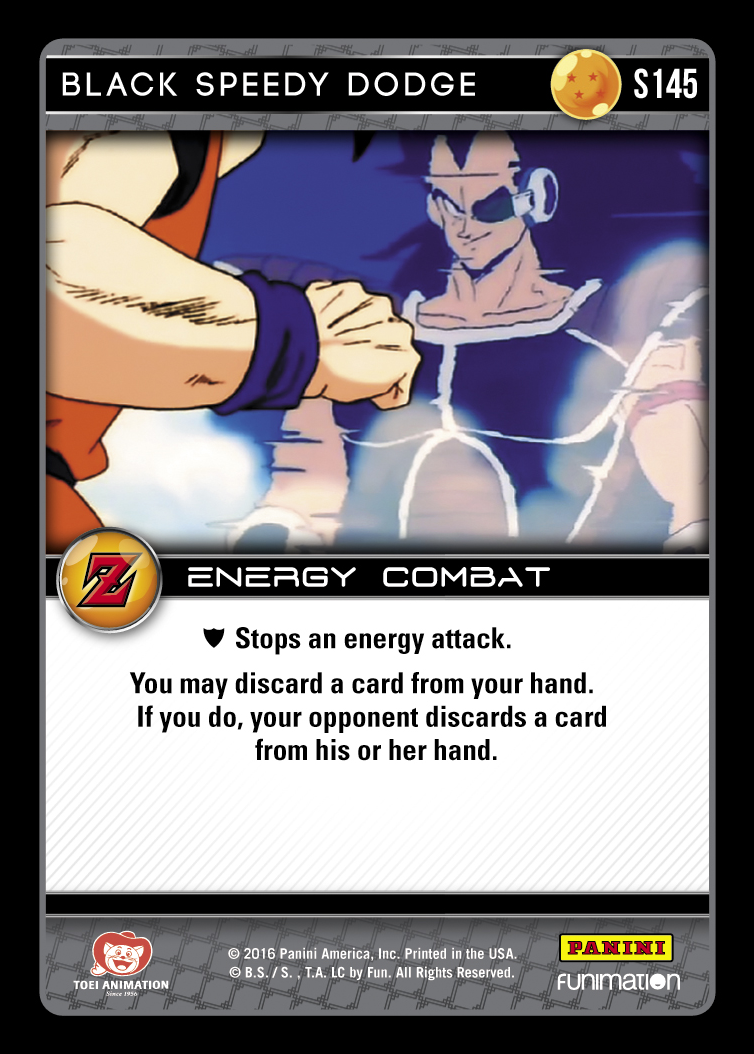 BLACK SPEEDY DODGE
S145
Z
ENERGY COMBAT
Stops an energy attack.
You may discard a card from your hand.
If you do, your opponent discards a card
from his or her hand.
TOEI ANIMATION
Since 1956
© 2016 Panini America, Inc. Printed in the USA.
© B.S. / S. , T.A. LC by Fun. All Rights Reserved.
PANINI
FUNIMATION